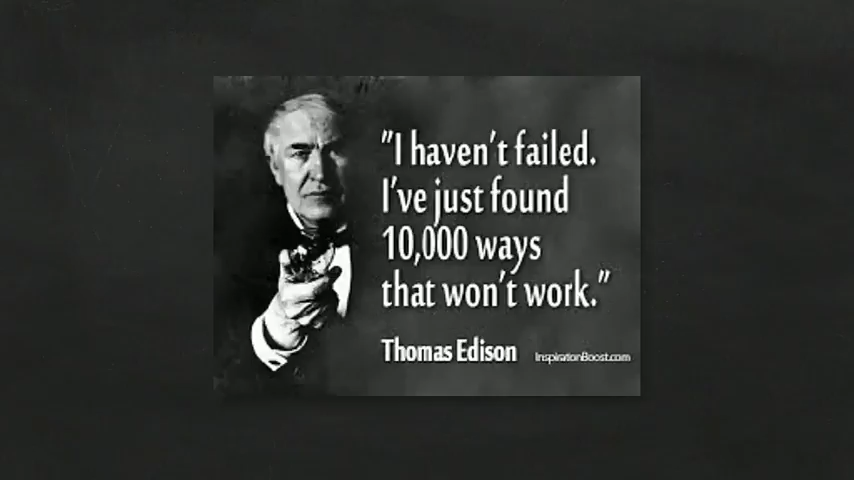 "I haven't failed.
I've just found
10,000 ways
that won't work."
Thomas Edison
InspirationBoost.com